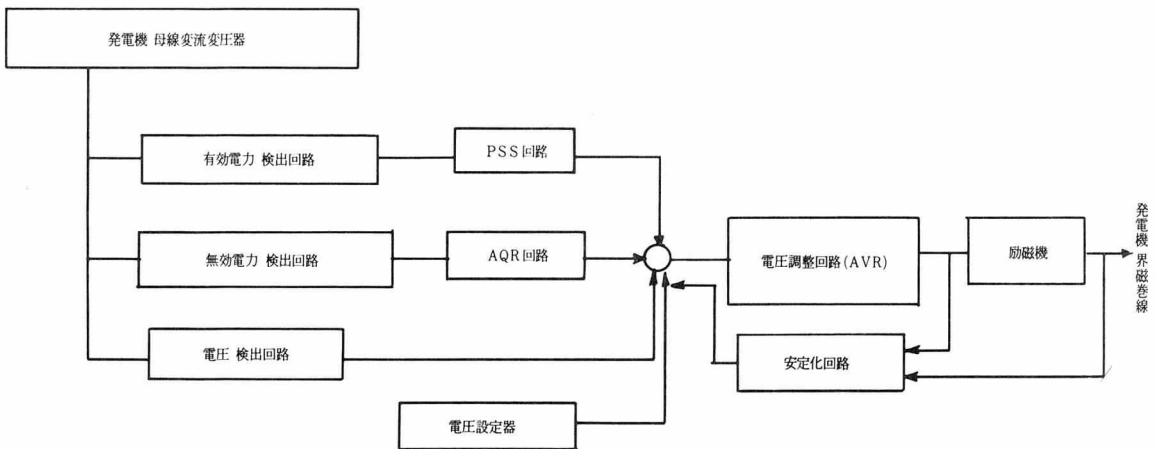 発電機 母線変流変圧器
有効電力 検出回路
PSS回路
無効電力 検出回路
AQR回路
電圧 検出回路
電圧設定器
電圧調整回路(AVR)
安定化回路
励磁機
発電機 界磁巻線